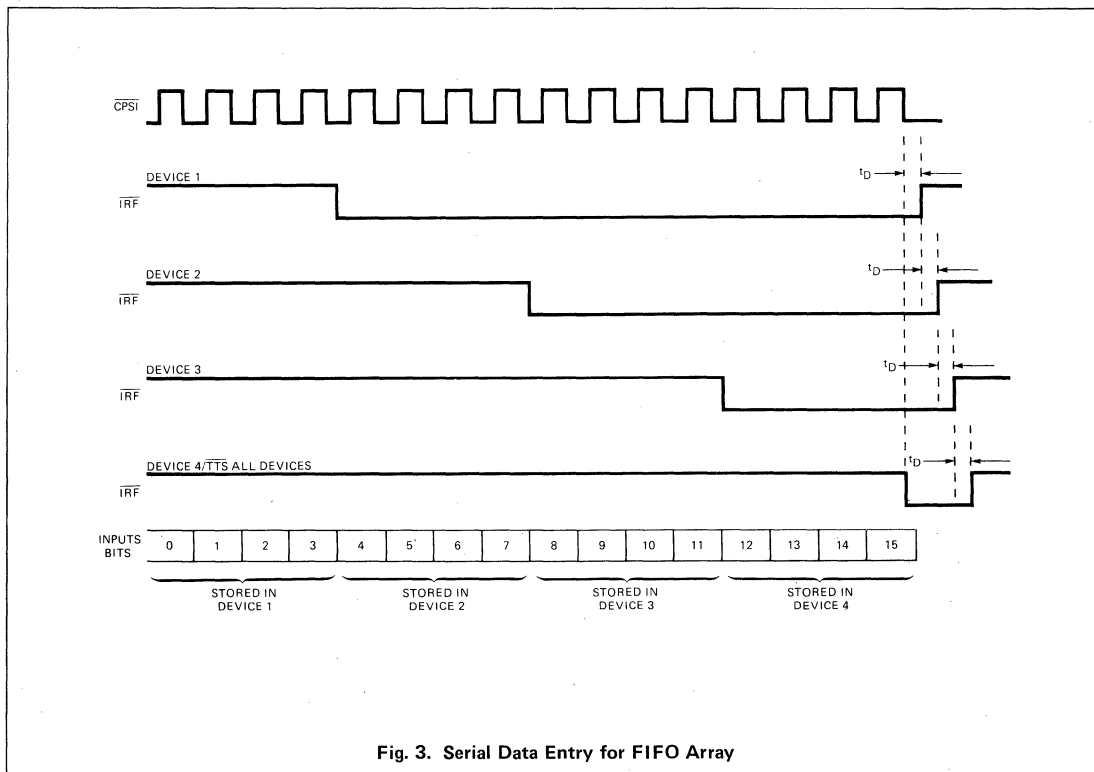 CPSI
DEVICE 1
tD
IRF
DEVICE 2
tD
IRF
DEVICE 3
tD
IRF
DEVICE 4/TTS ALL DEVICES
tD
IRF
INPUTS
BITS
0 1 2 3 4 5 6 7 8 9 10 11 12 13 14 15
STORED IN
DEVICE 1
STORED IN
DEVICE 2
STORED IN
DEVICE 3
STORED IN
DEVICE 4
Fig. 3. Serial Data Entry for FIFO Array